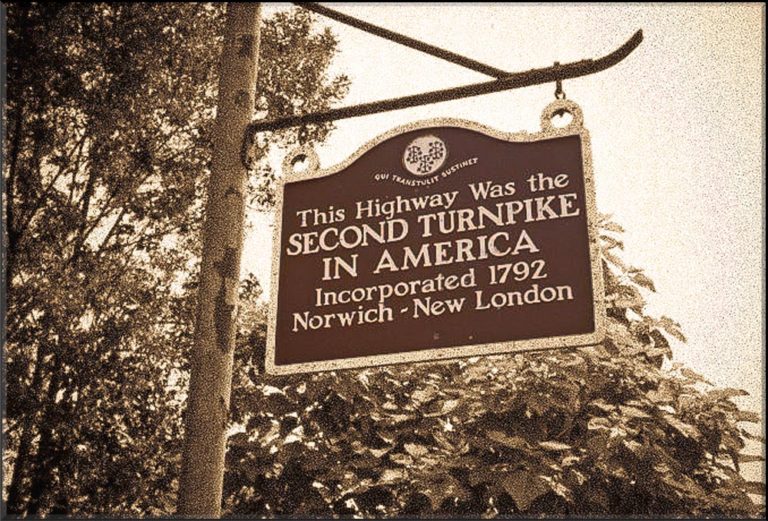 QUI TRANSTULIT SUSTINET
This Highway Was the
SECOND TURNPIKE
IN AMERICA
Incorporated 1792
Norwich - New London